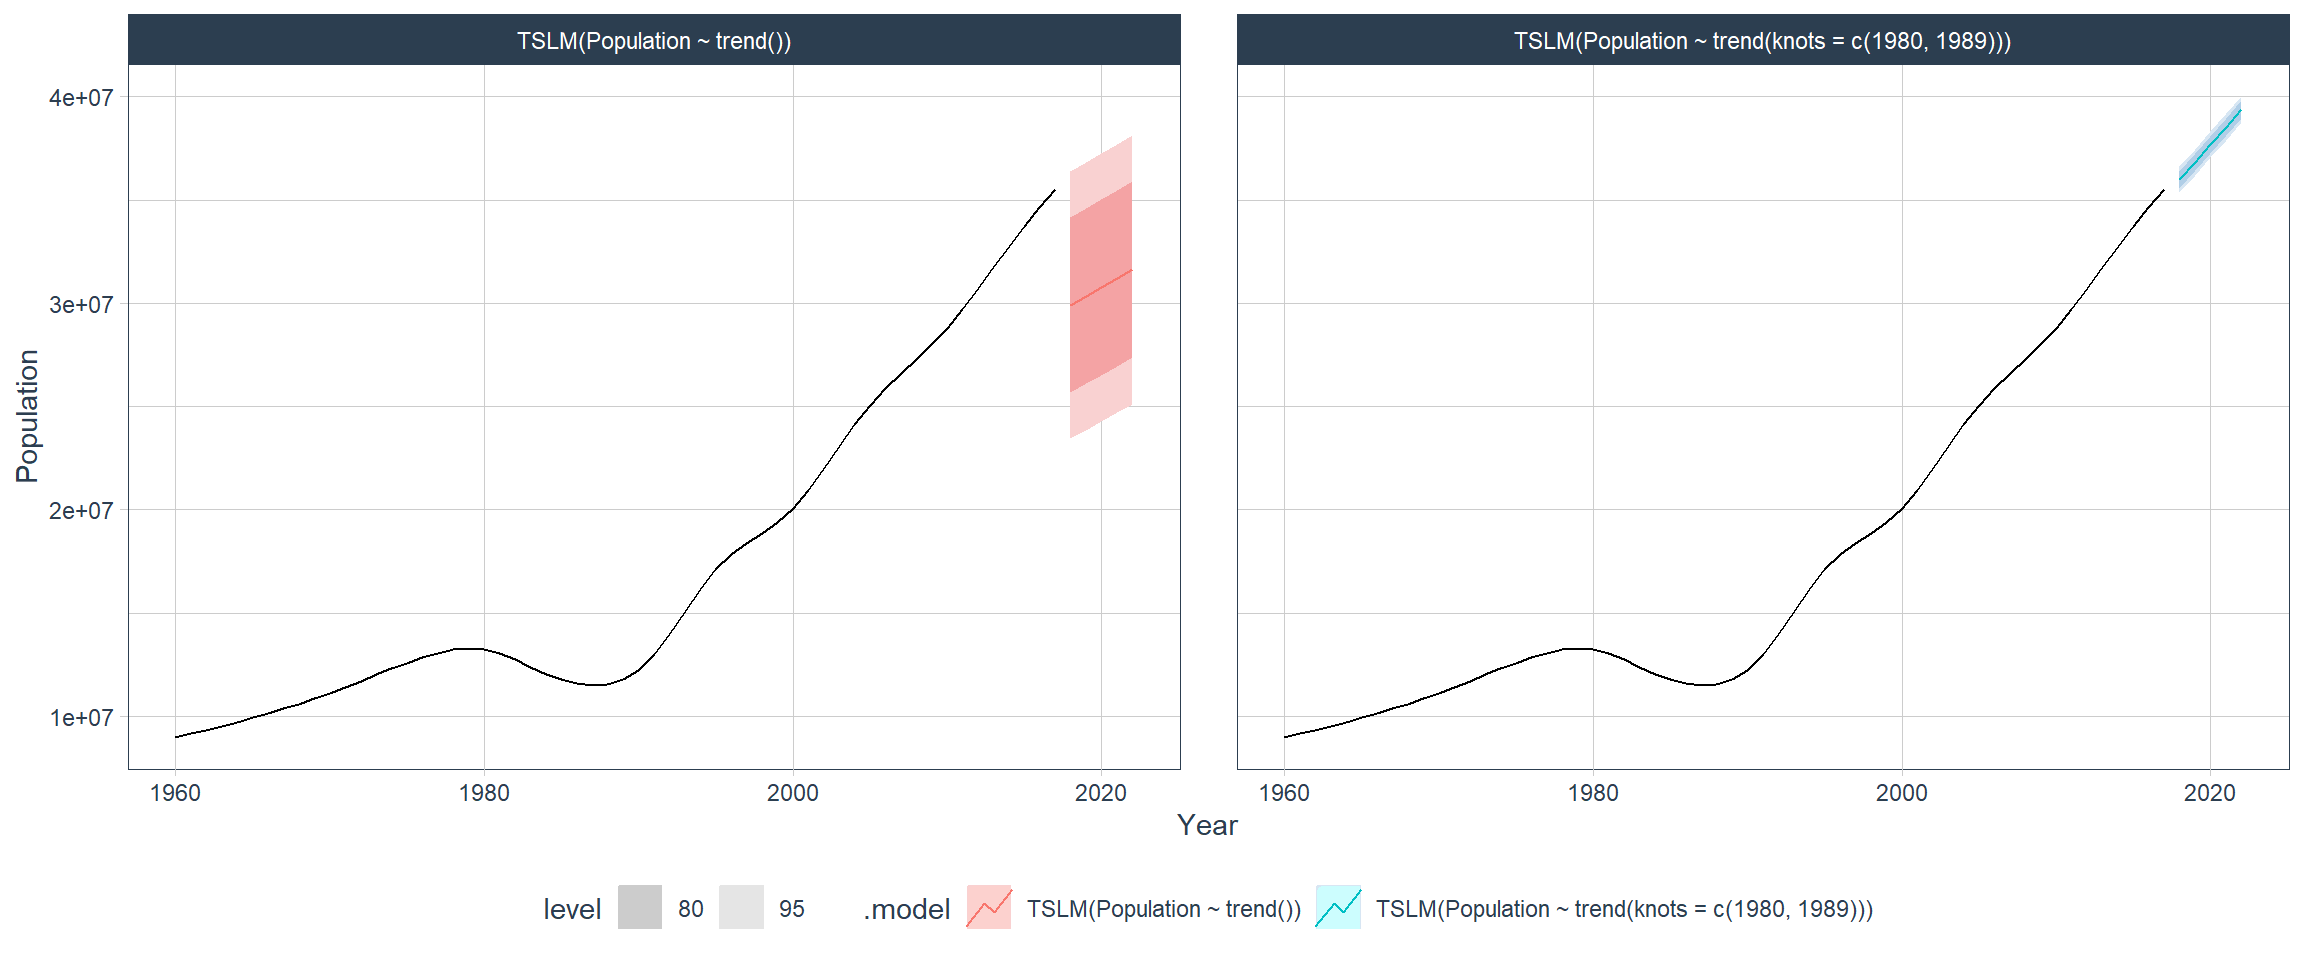 TSLM(Population ~ trend())
TSLM(Population ~ trend(knots = c(1980, 1989)))
4e+07
3e+07
2e+07
1e+07
Population
1960 1980 2000 2020
1960 1980 2000 2020
Year
level 80 95 .model TSLM(Population ~ trend()) TSLM(Population ~ trend(knots = c(1980, 1989)))